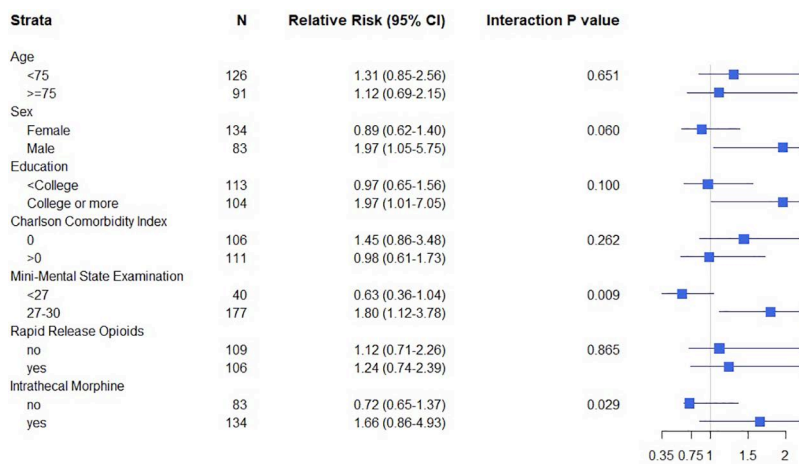 Strata N Relative Risk (95% CI) Interaction P value
Age
<75 126 1.31 (0.85-2.56) 0.651
>=75 91 1.12 (0.69-2.15)
Sex
Female 134 0.89 (0.62-1.40) 0.060
Male 83 1.97 (1.05-5.75)
Education
<College 113 0.97 (0.65-1.56) 0.100
College or more 104 1.97 (1.01-7.05)
Charlson Comorbidity Index
0 106 1.45 (0.86-3.48) 0.262
>0 111 0.98 (0.61-1.73)
Mini-Mental State Examination
<27 40 0.63 (0.36-1.04) 0.009
27-30 177 1.80 (1.12-3.78)
Rapid Release Opioids
no 109 1.12 (0.71-2.26) 0.865
yes 106 1.24 (0.74-2.39)
Intrathecal Morphine
no 83 0.72 (0.65-1.37) 0.029
yes 134 1.66 (0.86-4.93)
0.35 0.75 1 1.5 2